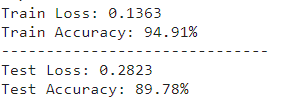 Train Loss: 0.1363
Train Accuracy: 94.91%
------------------------------
Test Loss: 0.2823
Test Accuracy: 89.78%